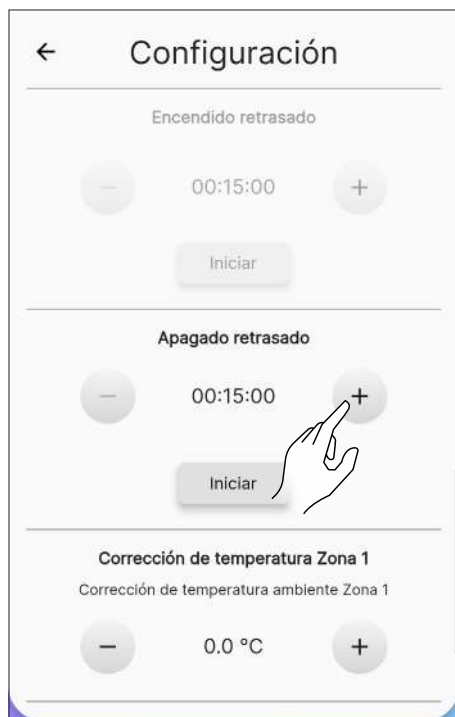 ← Configuración
Encendido retrasado
− 00:15:00 +
Iniciar
Apagado retrasado
− 00:15:00 +
Iniciar
Corrección de temperatura Zona 1
Corrección de temperatura ambiente Zona 1
− 0.0 °C +